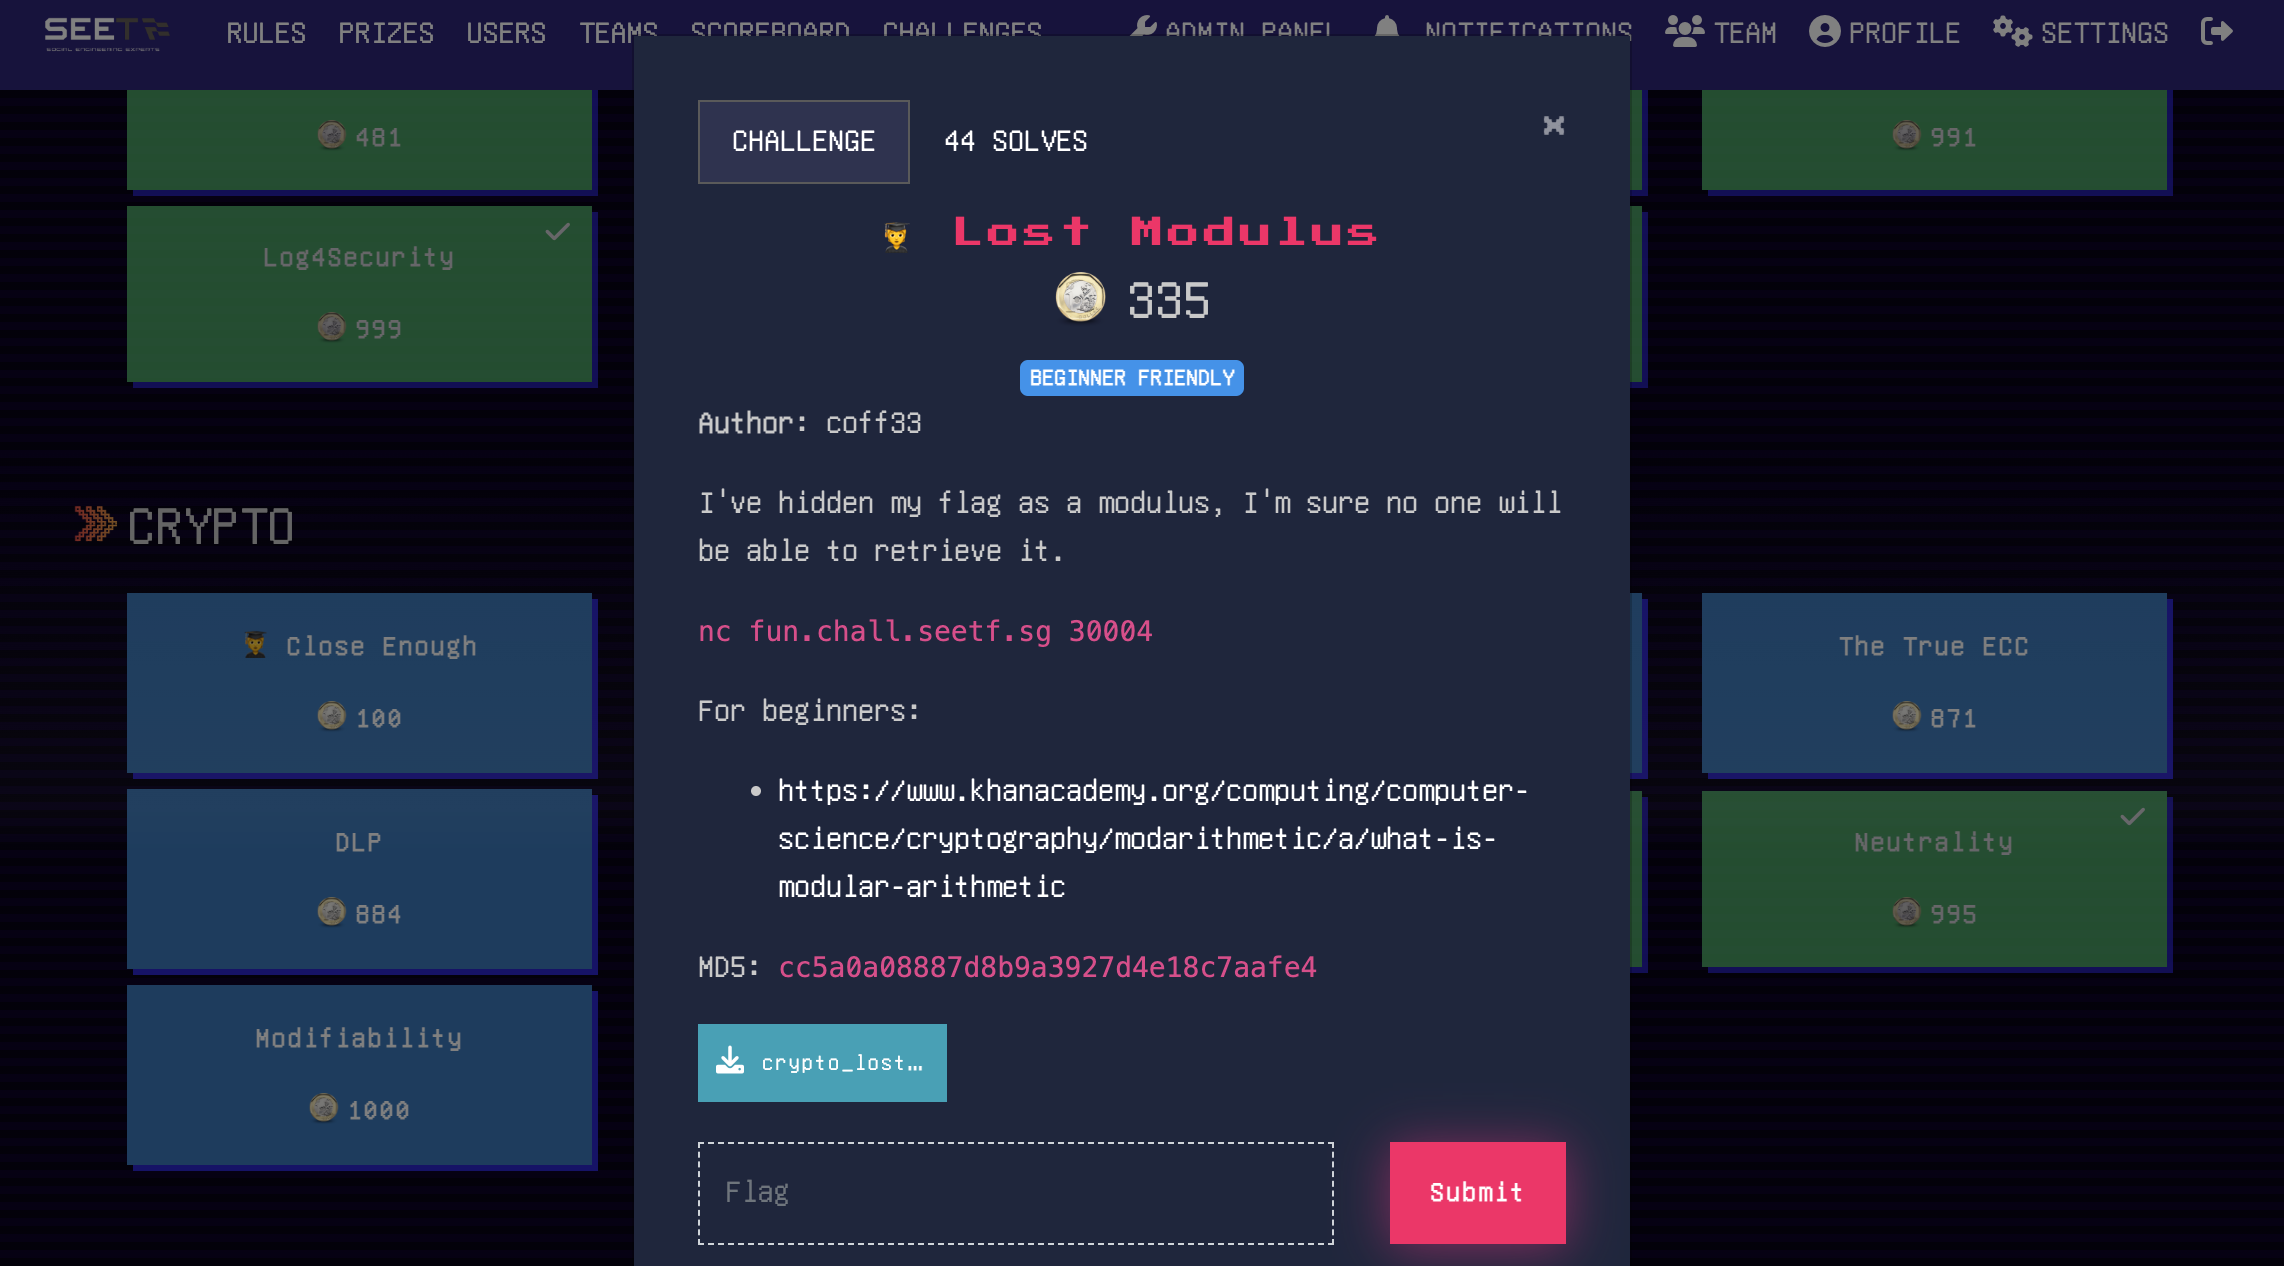 SEETF
SOCIAL ENGINEERING EXPERTS
RULES PRIZES USERS TEAMS SCOREBOARD CHALLENGES ADMIN PANEL NOTIFICATIONS TEAM PROFILE SETTINGS
481
991
CHALLENGE
44 SOLVES
Lost Modulus
335
BEGINNER FRIENDLY
Author: coff33
I've hidden my flag as a modulus, I'm sure no one will
be able to retrieve it.
nc fun.chall.seetf.sg 30004
For beginners:
https://www.khanacademy.org/computing/computer-
science/cryptography/modarithmetic/a/what-is-
modular-arithmetic
MD5: cc5a0a08887d8b9a3927d4e18c7aafe4
crypto_lost…
Flag
Submit
Log4Security
999
CRYPTO
Close Enough
100
The True ECC
871
DLP
884
Neutrality
995
Modifiability
1000